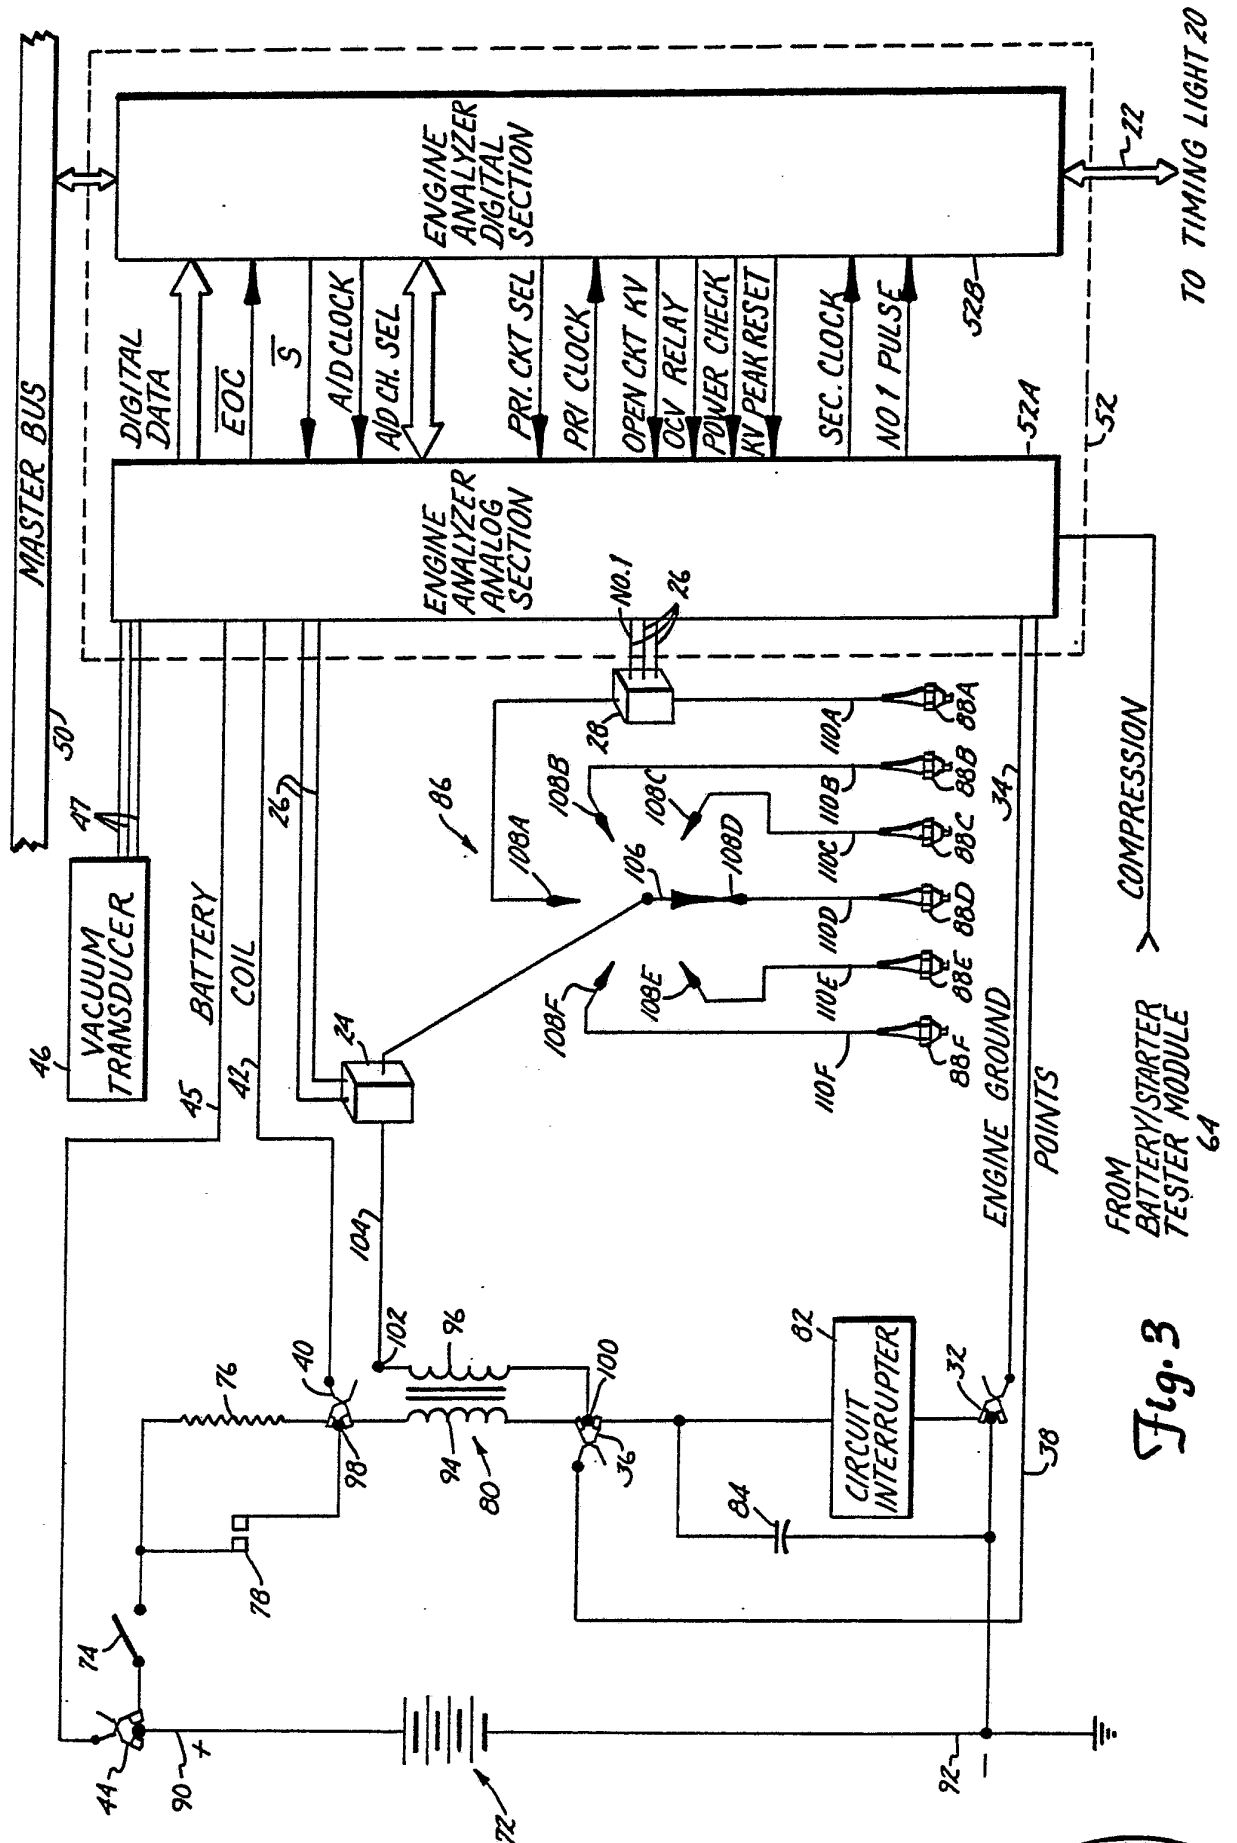 MASTER BUS
50
TO TIMING LIGHT 20
22
ENGINE
ANALYZER
DIGITAL
SECTION
52B
DIGITAL
DATA
EOC
S
A/D CLOCK
A/D CH. SEL
PRI. CKT SEL
PRI CLOCK
OPEN CKT KV
OCV RELAY
POWER CHECK
KV PEAK RESET
SEC. CLOCK
NO 1 PULSE
52A
52
ENGINE
ANALYZER
ANALOG
SECTION
NO.1
26
28
47
VACUUM
TRANSDUCER
46
BATTERY
45
COIL
42
26
24
86
108A
108B
108C
106
108D
108E
108F
110A
110B
110C
110D
110E
110F
88A
88B
88C
88D
88E
88F
34
ENGINE GROUND
POINTS
COMPRESSION
FROM
BATTERY/STARTER
TESTER MODULE
64
104
102
96
40
76
98
94
80
100
36
82
CIRCUIT
INTERRUPTER
32
84
38
78
74
44
90
+
72
92
−
Fig. 3